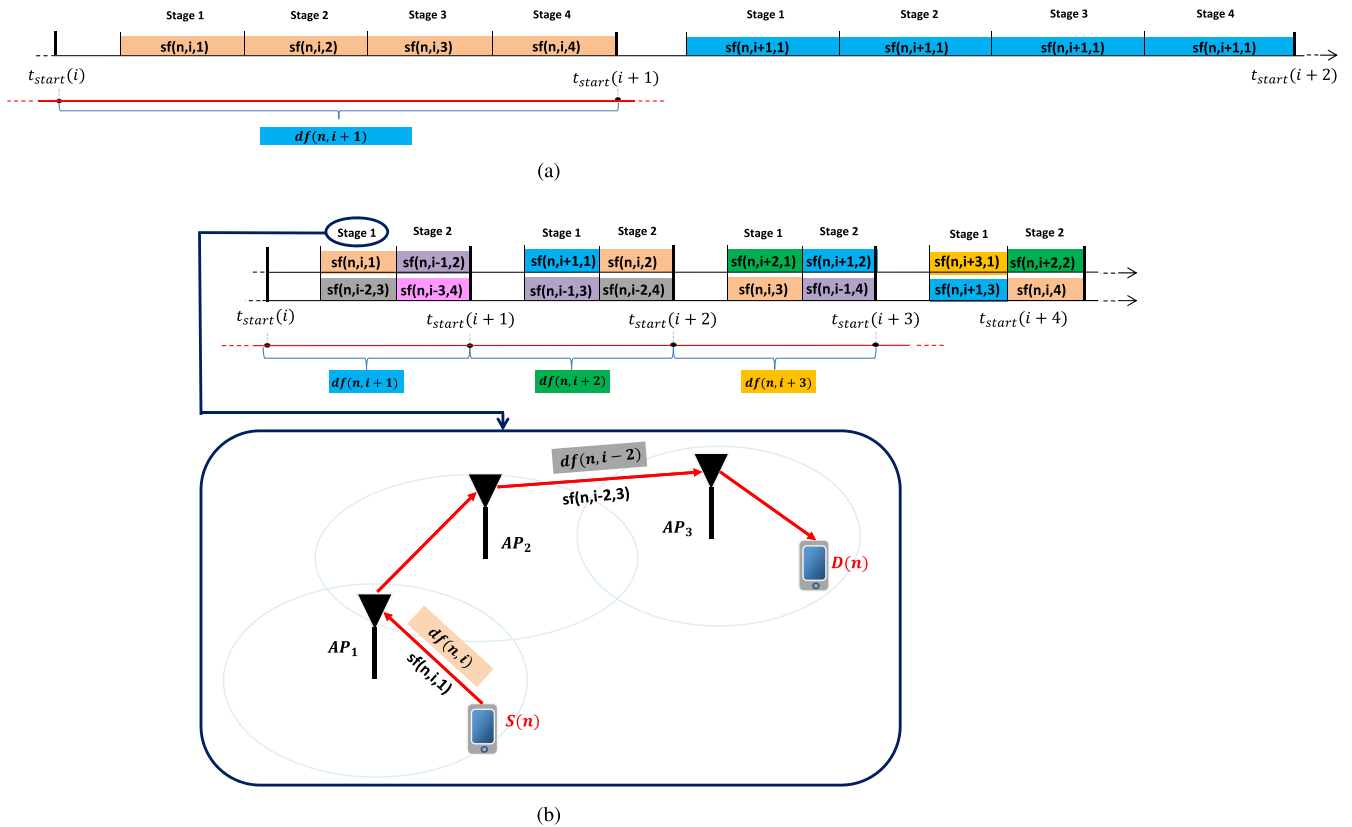 Stage 1 Stage 2 Stage 3 Stage 4 Stage 1 Stage 2 Stage 3 Stage 4
sf(n,i,1) sf(n,i,2) sf(n,i,3) sf(n,i,4) sf(n,i+1,1) sf(n,i+1,1) sf(n,i+1,1) sf(n,i+1,1)
t_start(i) t_start(i + 1) t_start(i + 2)
df(n, i + 1)
(a)
Stage 1 Stage 2 Stage 1 Stage 2 Stage 1 Stage 2 Stage 1 Stage 2
sf(n,i,1) sf(n,i-1,2) sf(n,i+1,1) sf(n,i,2) sf(n,i+2,1) sf(n,i+1,2) sf(n,i+3,1) sf(n,i+2,2)
sf(n,i-2,3) sf(n,i-3,4) sf(n,i-1,3) sf(n,i-2,4) sf(n,i,3) sf(n,i-1,4) sf(n,i+1,3) sf(n,i,4)
t_start(i) t_start(i + 1) t_start(i + 2) t_start(i + 3) t_start(i + 4)
df(n, i + 1) df(n, i + 2) df(n, i + 3)
df(n, i − 2)
sf(n,i-2,3)
AP_3
AP_2
D(n)
df(n, i)
AP_1
sf(n,i,1)
S(n)
(b)